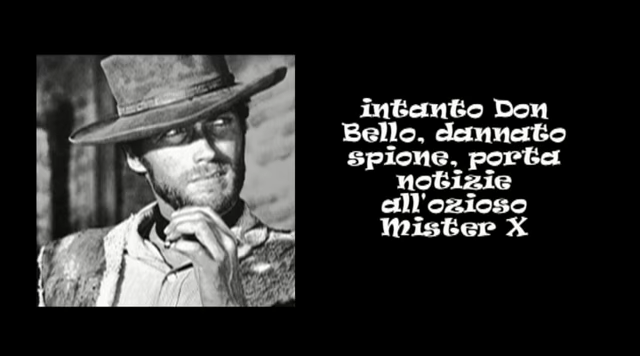 intanto Don
Bello, dannato
spione, porta
notizie
all'ozioso
Mister X